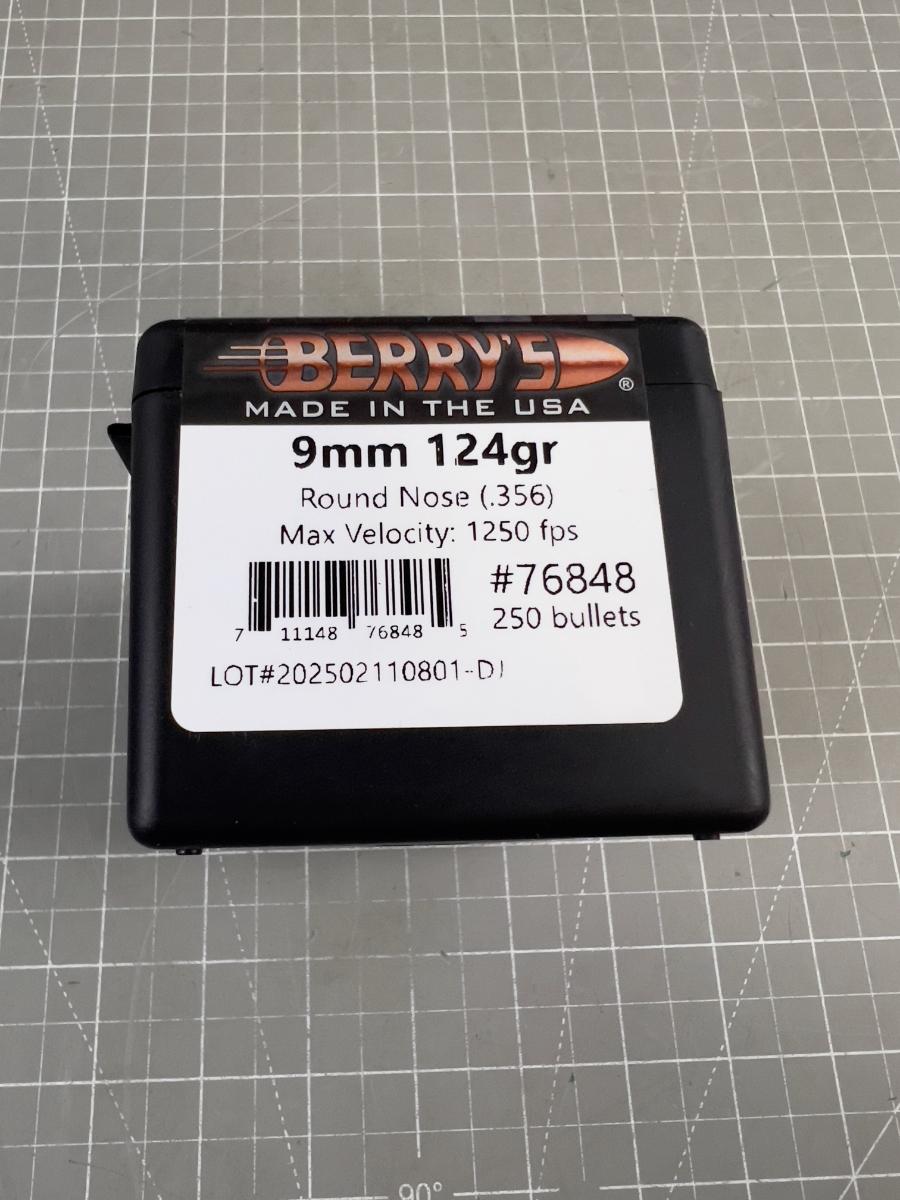 BERRY'S
®
MADE IN THE USA
9mm 124gr
Round Nose (.356)
Max Velocity: 1250 fps
#76848
250 bullets
7 11148 76848 5
LOT#202502110801-DJ
90°